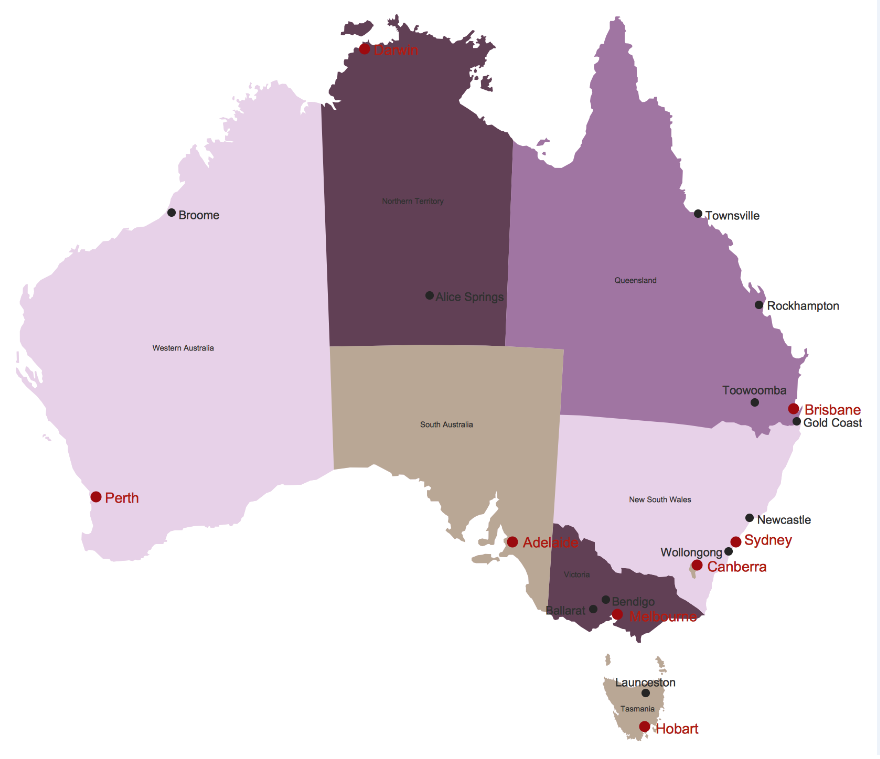 Darwin
Northern Territory
Broome
Townsville
Queensland
Alice Springs
Rockhampton
Western Australia
Toowoomba
Brisbane
South Australia
Gold Coast
Perth
New South Wales
Newcastle
Adelaide
Sydney
Wollongong
Canberra
Victoria
Bendigo
Ballarat
Melbourne
Launceston
Tasmania
Hobart